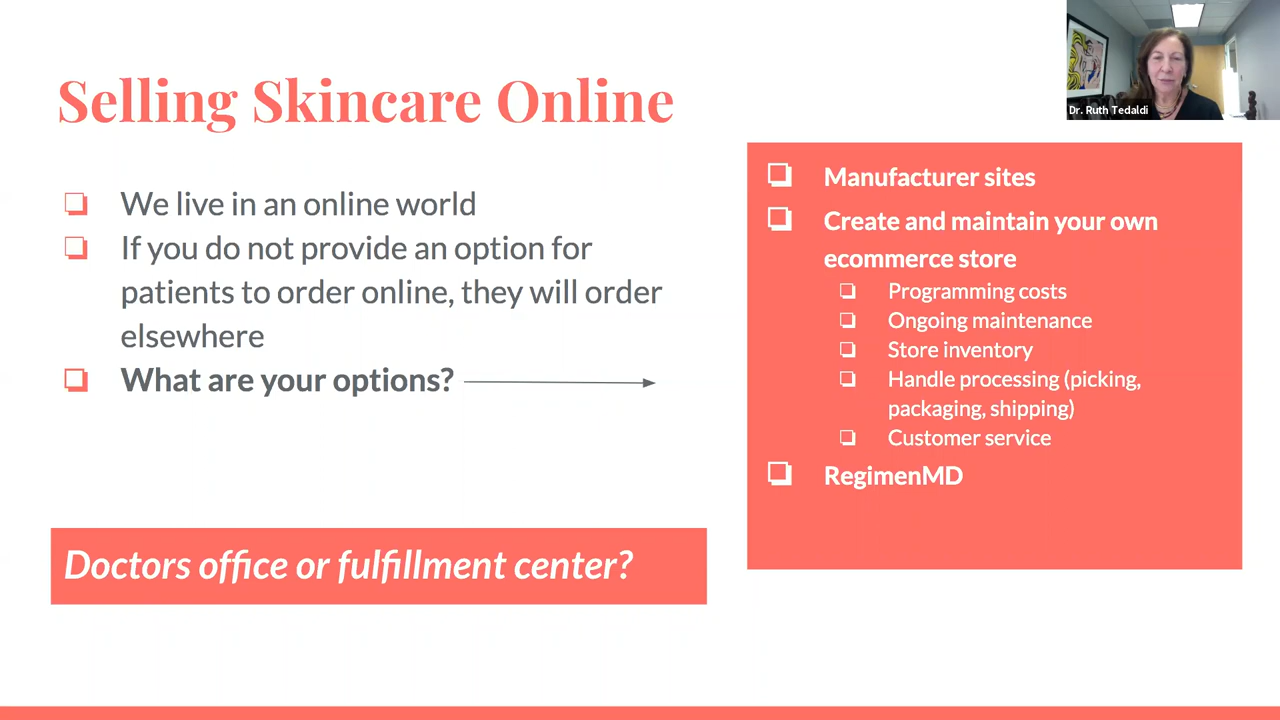 Selling Skincare Online
Dr. Ruth Tedaldi
We live in an online world
If you do not provide an option for
patients to order online, they will order
elsewhere
What are your options?
Manufacturer sites
Create and maintain your own
ecommerce store
Programming costs
Ongoing maintenance
Store inventory
Handle processing (picking,
packaging, shipping)
Customer service
RegimenMD
Doctors office or fulfillment center?